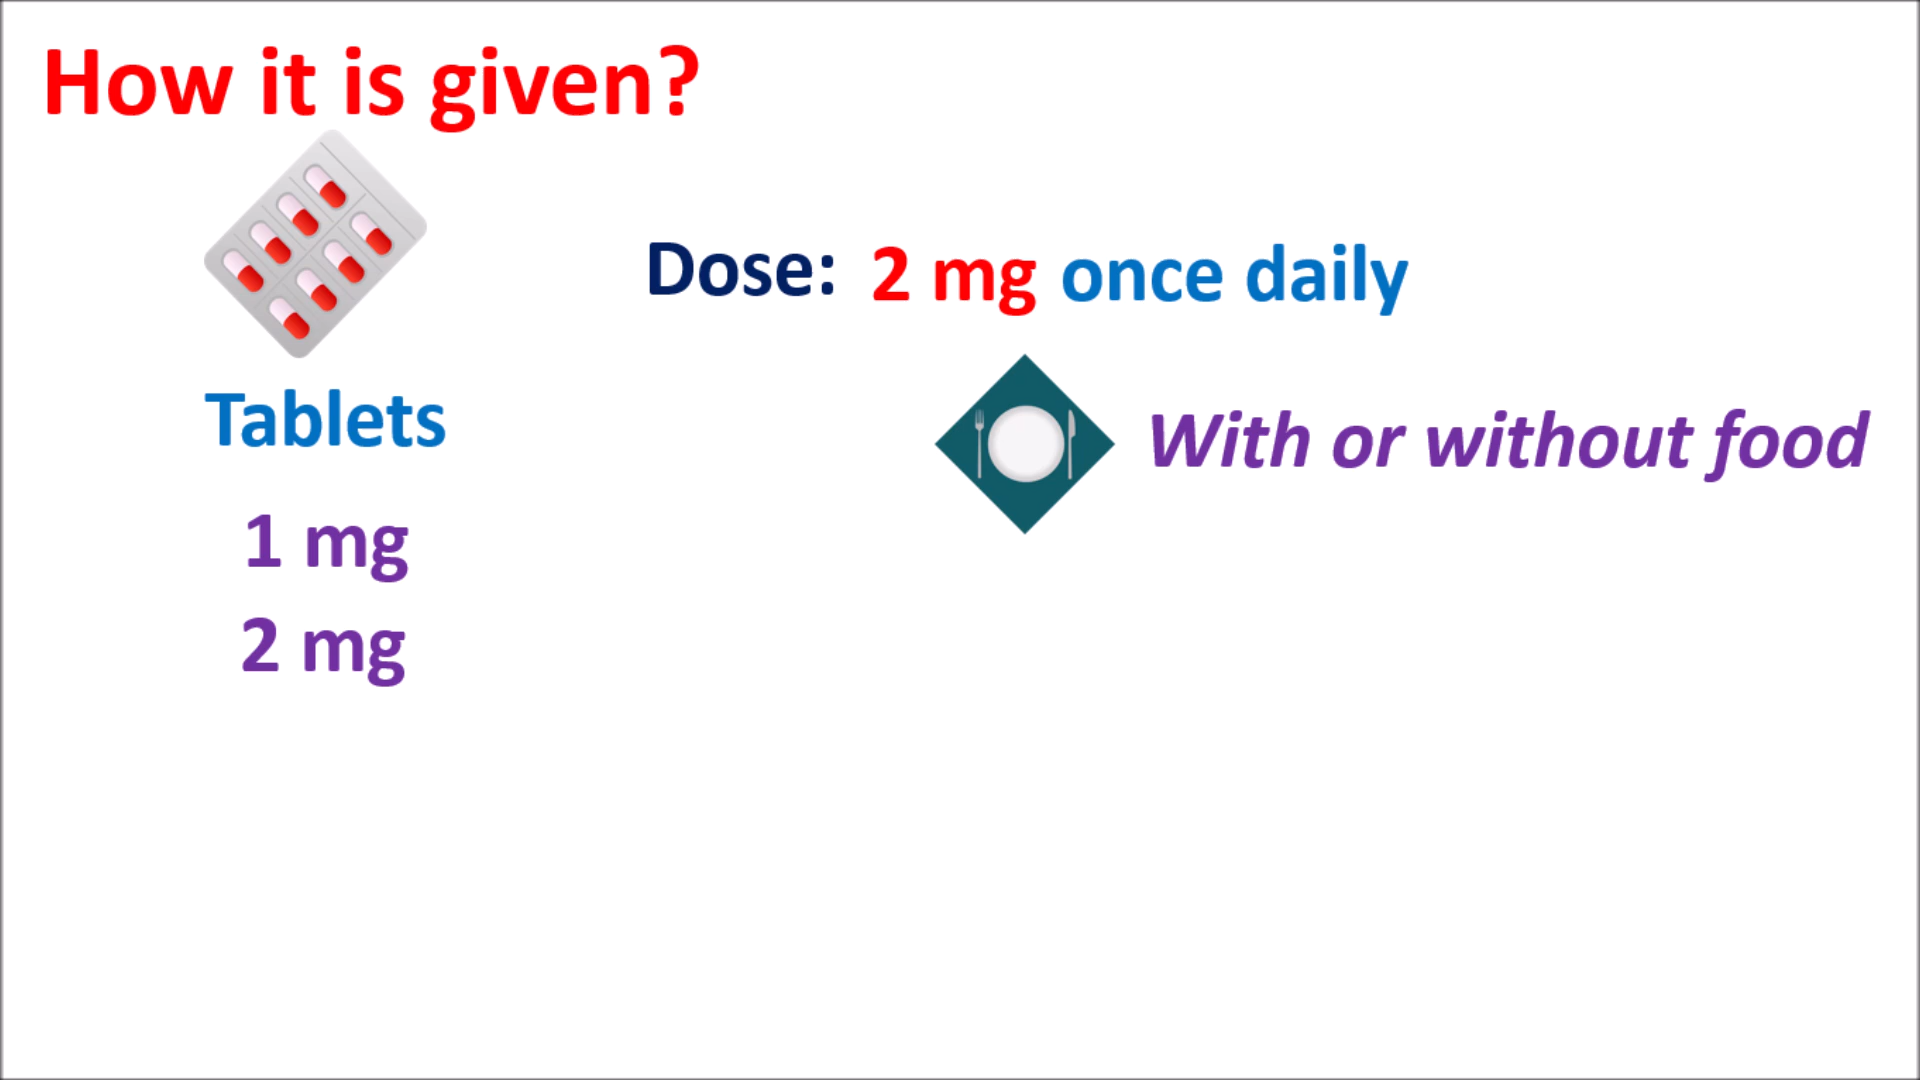 How it is given?
Tablets
1 mg
2 mg
Dose: 2 mg once daily
With or without food